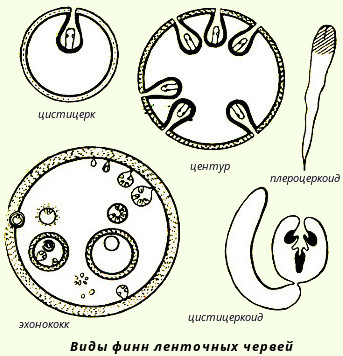 цистицерк
центур
плероцеркоид
эхонококк
цистицеркоид
Виды финн ленточных червей